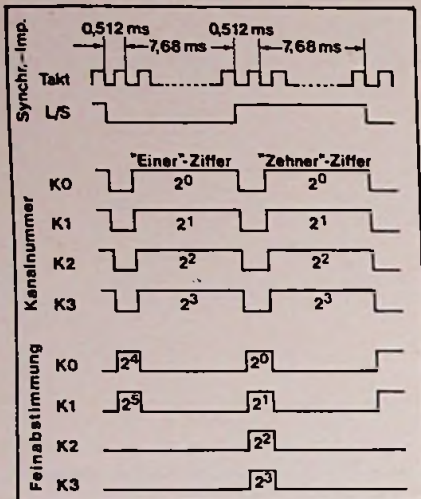 Synchr.-Imp.
0,512 ms 0,512 ms
7,68 ms 7,68 ms
Takt
L/S
Kanalnummer
"Einer"-Ziffer "Zehner"-Ziffer
K0 2⁰ 2⁰
K1 2¹ 2¹
K2 2² 2²
K3 2³ 2³
Feinabstimmung
K0 2⁴ 2⁰
K1 2⁵ 2¹
K2 2²
K3 2³